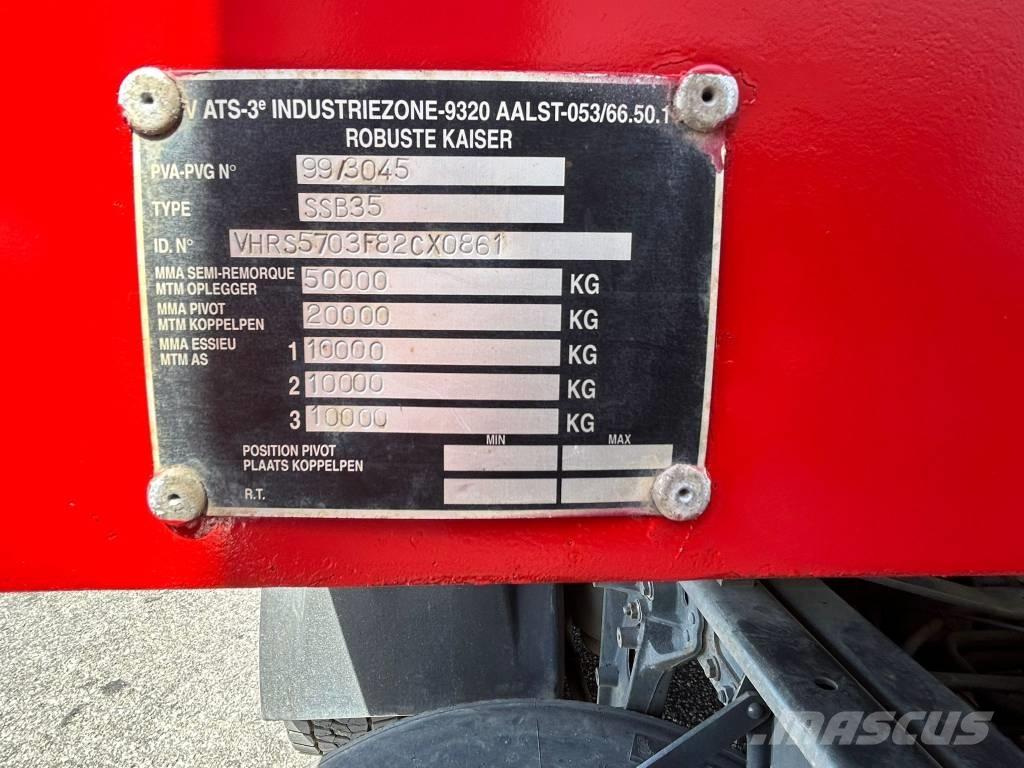 V ATS-3e INDUSTRIEZONE-9320 AALST-053/66.50.1
ROBUSTE KAISER
PVA-PVG N° 99/3045
TYPE SSB35
ID. N° VHRS5703F82CX0861
MMA SEMI-REMORQUE
MTM OPLEGGER 50000 KG
MMA PIVOT
MTM KOPPELPEN 20000 KG
MMA ESSIEU
MTM AS 1 10000 KG
2 10000 KG
3 10000 KG
MIN MAX
POSITION PIVOT
PLAATS KOPPELPEN
R.T.
MASCUS